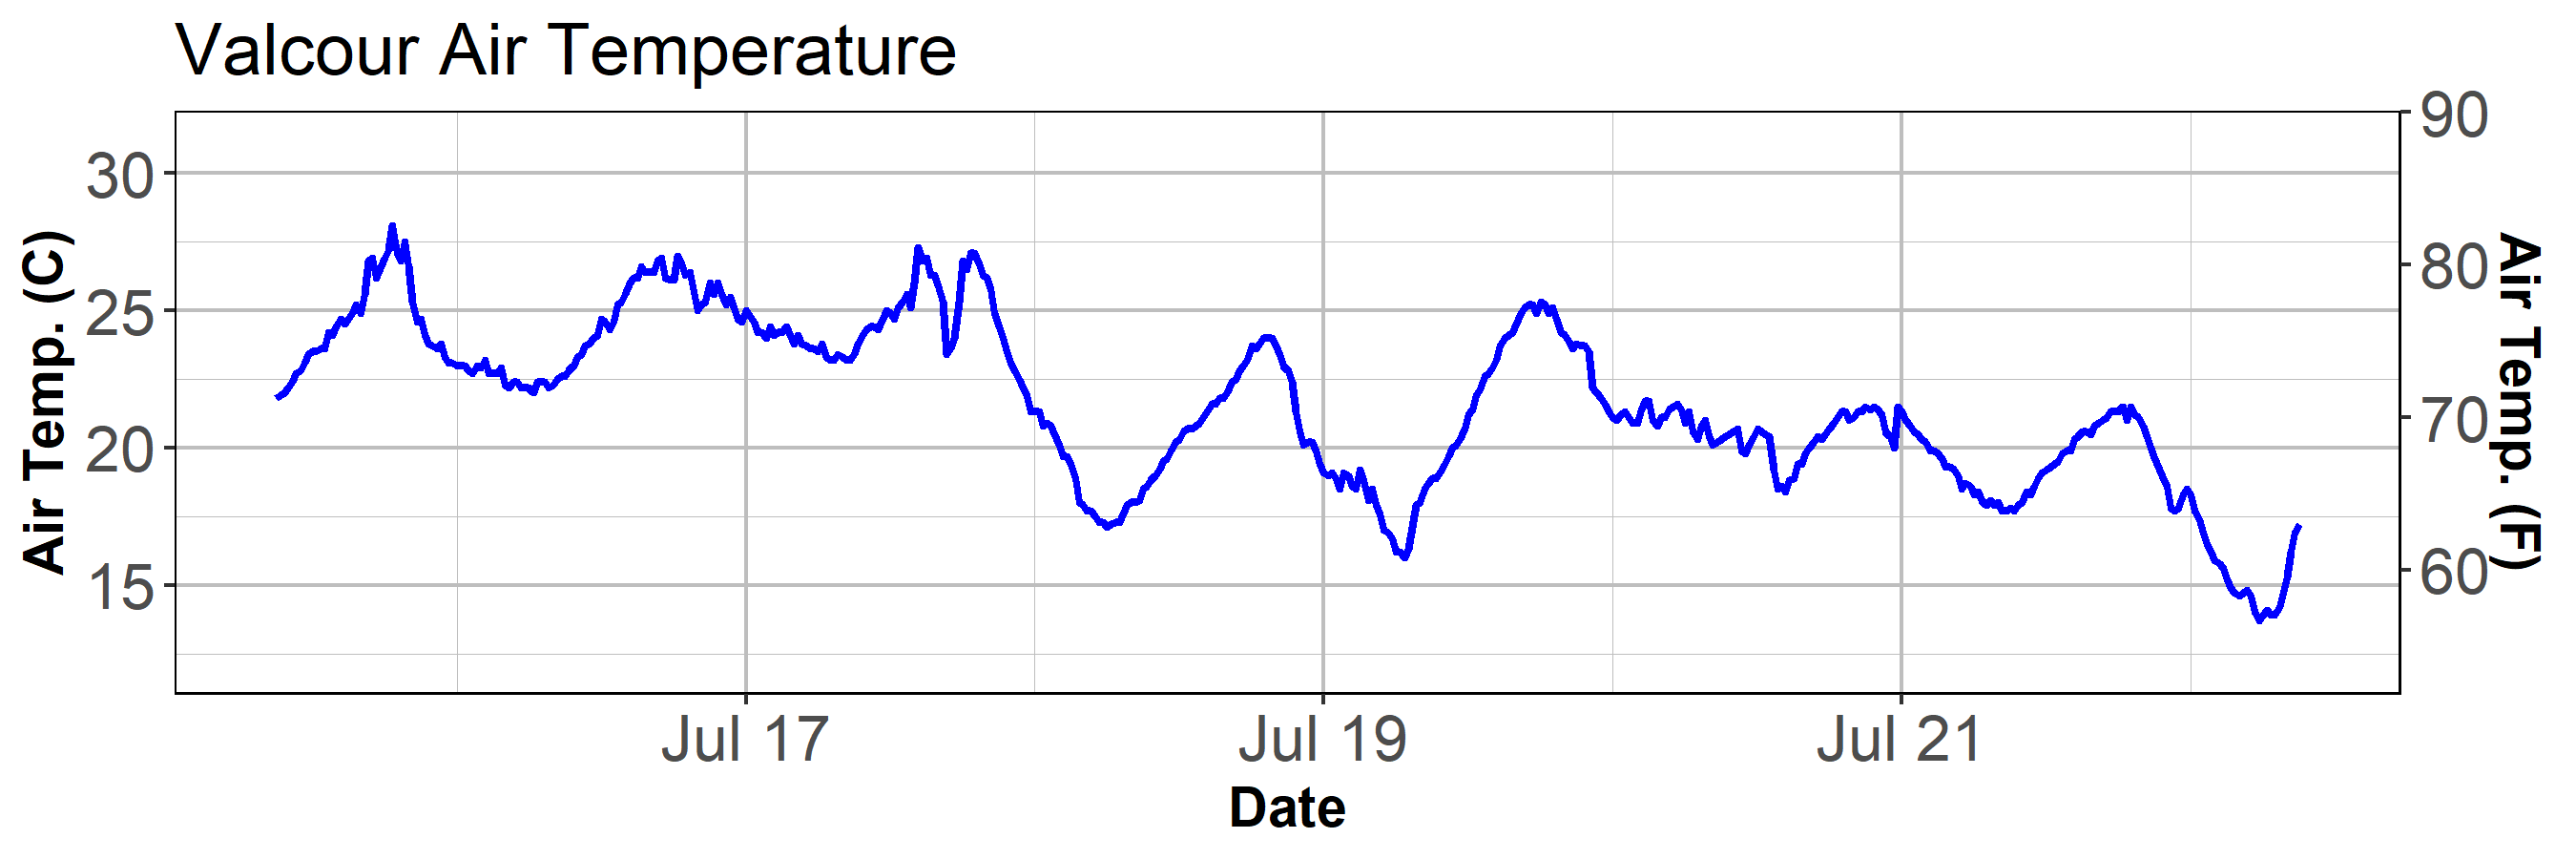 Valcour Air Temperature
Air Temp. (C)
30
25
20
15
90
80
70
60
Air Temp. (F)
Jul 17
Jul 19
Jul 21
Date